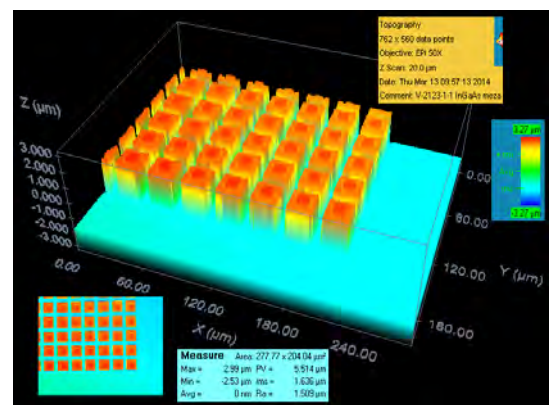 Topography
762 x 560 data points
Objective: EPI 50X
Z Scan: 20.0 µm
Date: Thu Mar 13 09:57:13 2014
Comment: V-2123-1-1 InGaAs meza
Z (µm)
3.000
2.000
1.000
0.000
-1.000
-2.000
-3.000
3.27 µm
-3.27 µm
0.00
60.00
120.00
180.00
240.00
X (µm)
0.00
60.00
120.00
180.00
Y (µm)
Measure Area: 277.77 x 204.04 µm²
Max = 2.99 µm PV = 5.514 µm
Min = -2.53 µm rms = 1.636 µm
Avg = 0 nm Ra = 1.509 µm